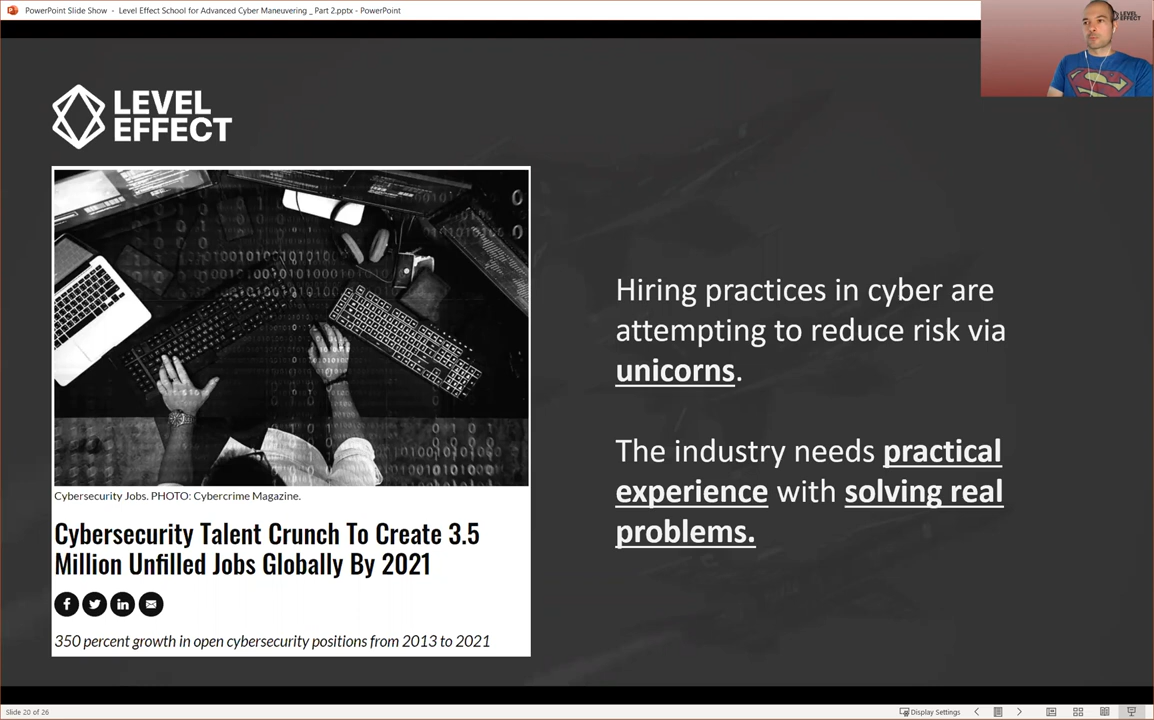 PowerPoint Slide Show - Level Effect School for Advanced Cyber Maneuvering _ Part 2.pptx - PowerPoint
LEVEL
EFFECT
LEVEL
EFFECT
Hiring practices in cyber are
attempting to reduce risk via
unicorns.
The industry needs practical
experience with solving real
problems.
Cybersecurity Jobs. PHOTO: Cybercrime Magazine.
Cybersecurity Talent Crunch To Create 3.5
Million Unfilled Jobs Globally By 2021
350 percent growth in open cybersecurity positions from 2013 to 2021
Slide 20 of 26
Display Settings